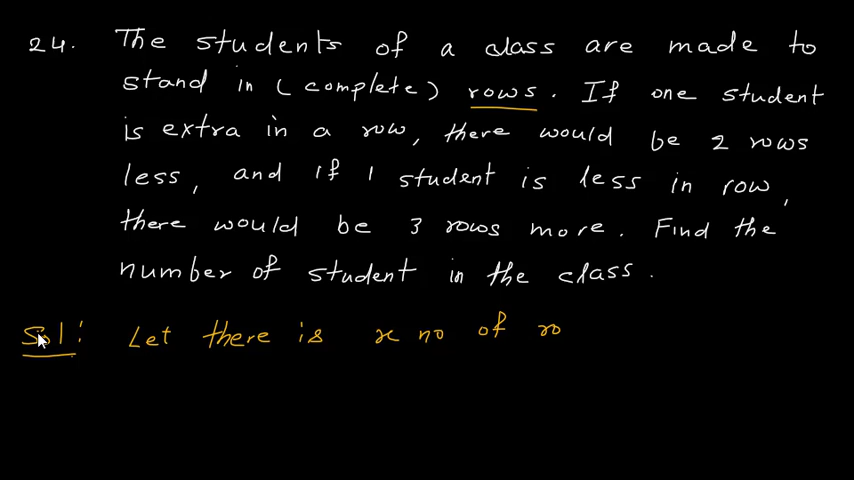 24. The students of a class are made to
stand in (complete) rows. If one student
is extra in a row, there would be 2 rows
less, and if 1 student is less in row,
there would be 3 rows more. Find the
number of student in the class.
Sol: Let there is x no of ro